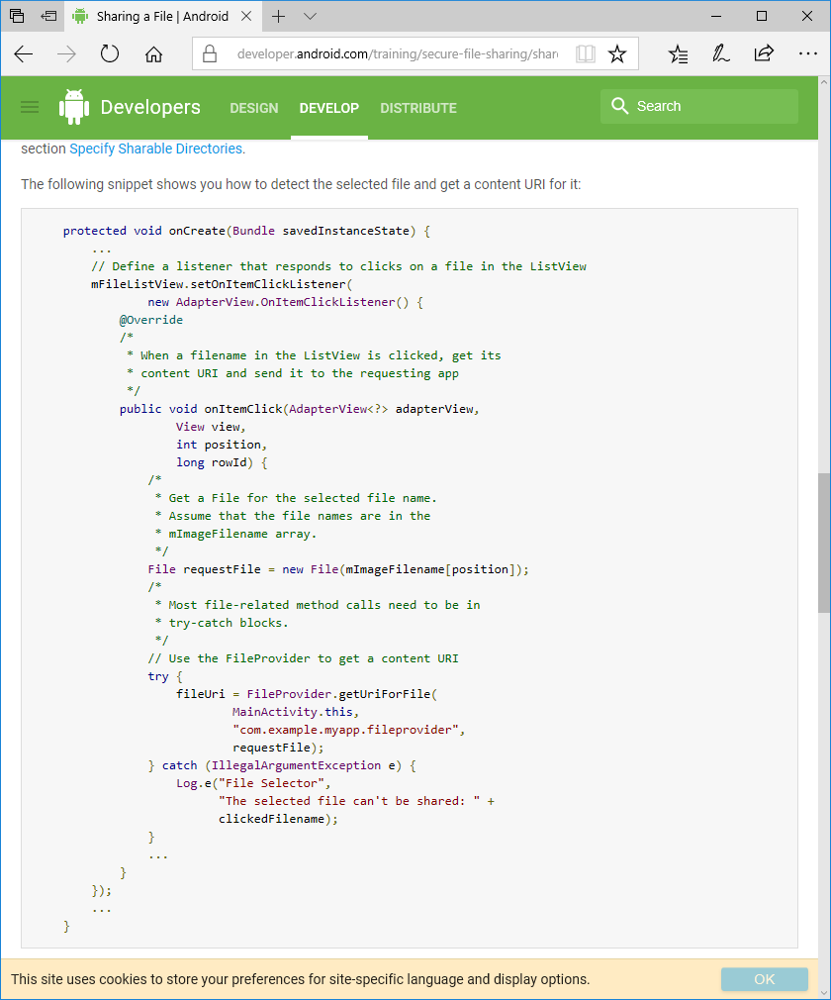 Sharing a File | Android
developer.android.com/training/secure-file-sharing/shar
Developers
DESIGN DEVELOP DISTRIBUTE
Search
section Specify Sharable Directories.
The following snippet shows you how to detect the selected file and get a content URI for it:
protected void onCreate(Bundle savedInstanceState) {
...
// Define a listener that responds to clicks on a file in the ListView
mFileListView.setOnItemClickListener(
new AdapterView.OnItemClickListener() {
@Override
/*
* When a filename in the ListView is clicked, get its
* content URI and send it to the requesting app
*/
public void onItemClick(AdapterView<?> adapterView,
View view,
int position,
long rowId) {
/*
* Get a File for the selected file name.
* Assume that the file names are in the
* mImageFilename array.
*/
File requestFile = new File(mImageFilename[position]);
/*
* Most file-related method calls need to be in
* try-catch blocks.
*/
// Use the FileProvider to get a content URI
try {
fileUri = FileProvider.getUriForFile(
MainActivity.this,
"com.example.myapp.fileprovider",
requestFile);
} catch (IllegalArgumentException e) {
Log.e("File Selector",
"The selected file can't be shared: " +
clickedFilename);
}
...
}
});
...
}
This site uses cookies to store your preferences for site-specific language and display options.
OK